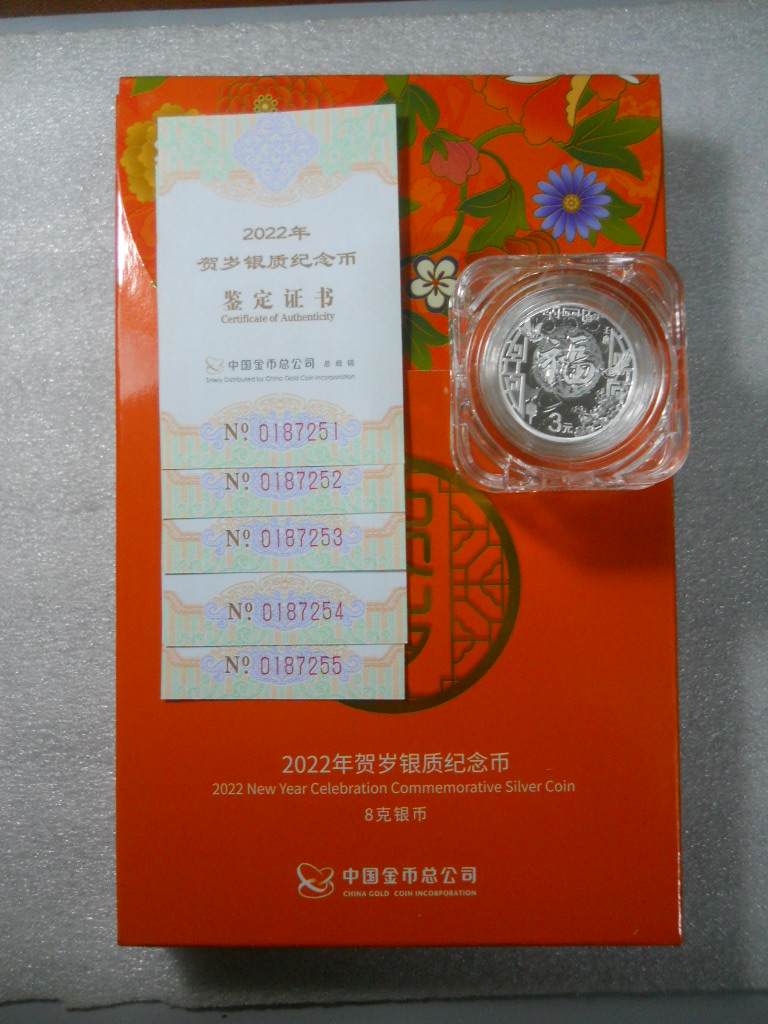 2022年
贺岁银质纪念币
鉴定证书
Certificate of Authenticity
中国金币总公司 总经销
Solely Distributed by China Gold Coin Incorporation
Nº 0187251
Nº 0187252
Nº 0187253
Nº 0187254
Nº 0187255
壬寅
福
3元
2022年贺岁银质纪念币
2022 New Year Celebration Commemorative Silver Coin
8克银币
中国金币总公司
CHINA GOLD COIN INCORPORATION